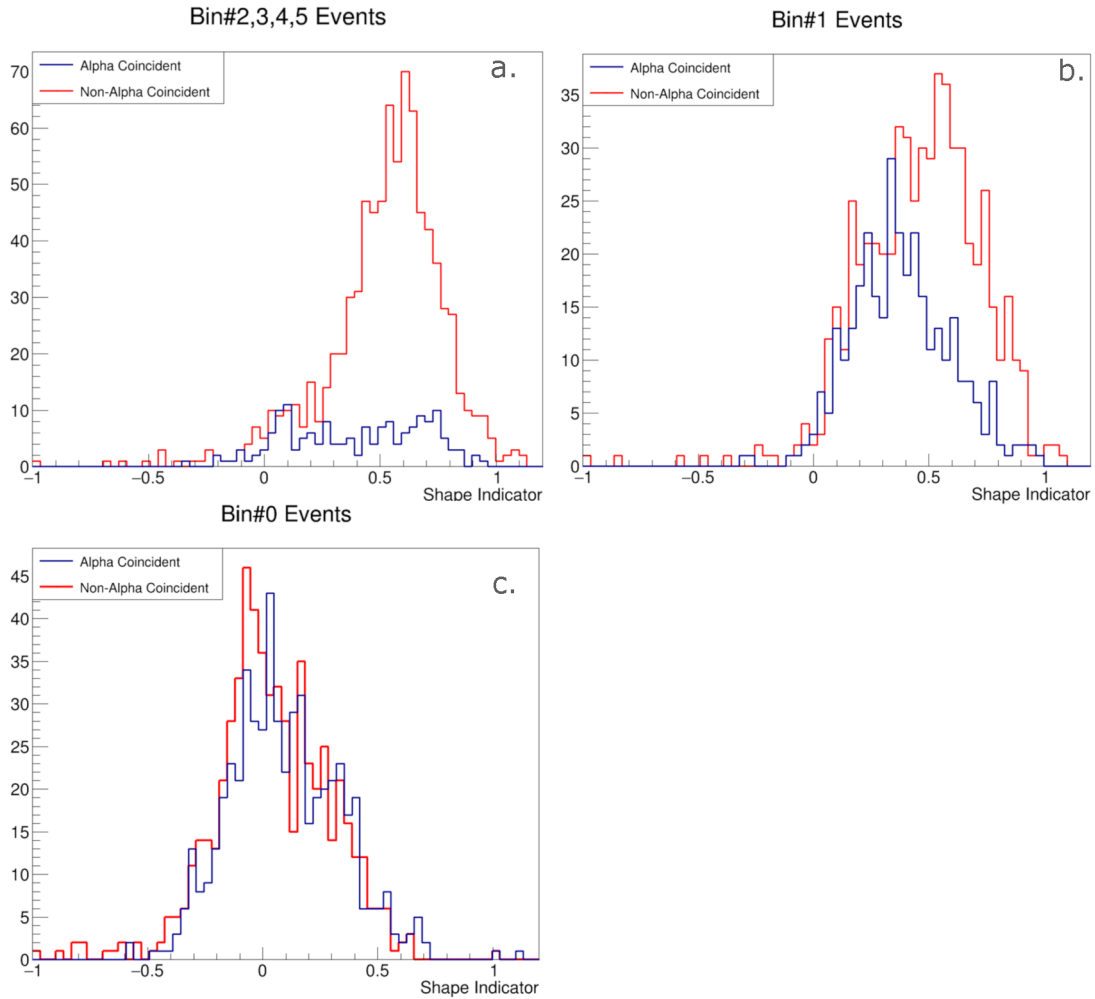 Bin#2,3,4,5 Events
Alpha Coincident
Non-Alpha Coincident
a.
70
60
50
40
30
20
10
0
−1 −0.5 0 0.5 1
Shape Indicator
Bin#1 Events
Alpha Coincident
Non-Alpha Coincident
b.
35
30
25
20
15
10
5
0
−1 −0.5 0 0.5 1
Shape Indicator
Bin#0 Events
Alpha Coincident
Non-Alpha Coincident
c.
45
40
35
30
25
20
15
10
5
0
−1 −0.5 0 0.5 1
Shape Indicator